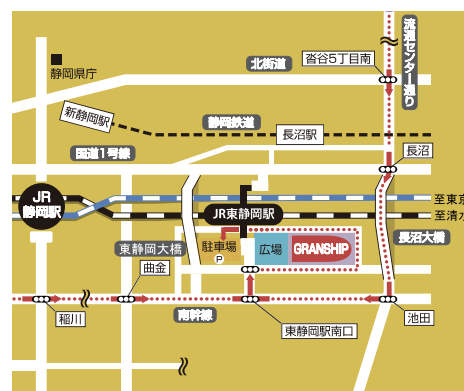 静岡県庁
北街道
沓谷5丁目南
流通センター通り
新静岡駅
静岡鉄道
長沼駅
国道1号線
長沼
JR
静岡駅
JR東静岡駅
至東京
至清水
東静岡大橋
駐車場
P
広場
GRANSHIP
長沼大橋
曲金
稲川
南幹線
東静岡駅南口
池田